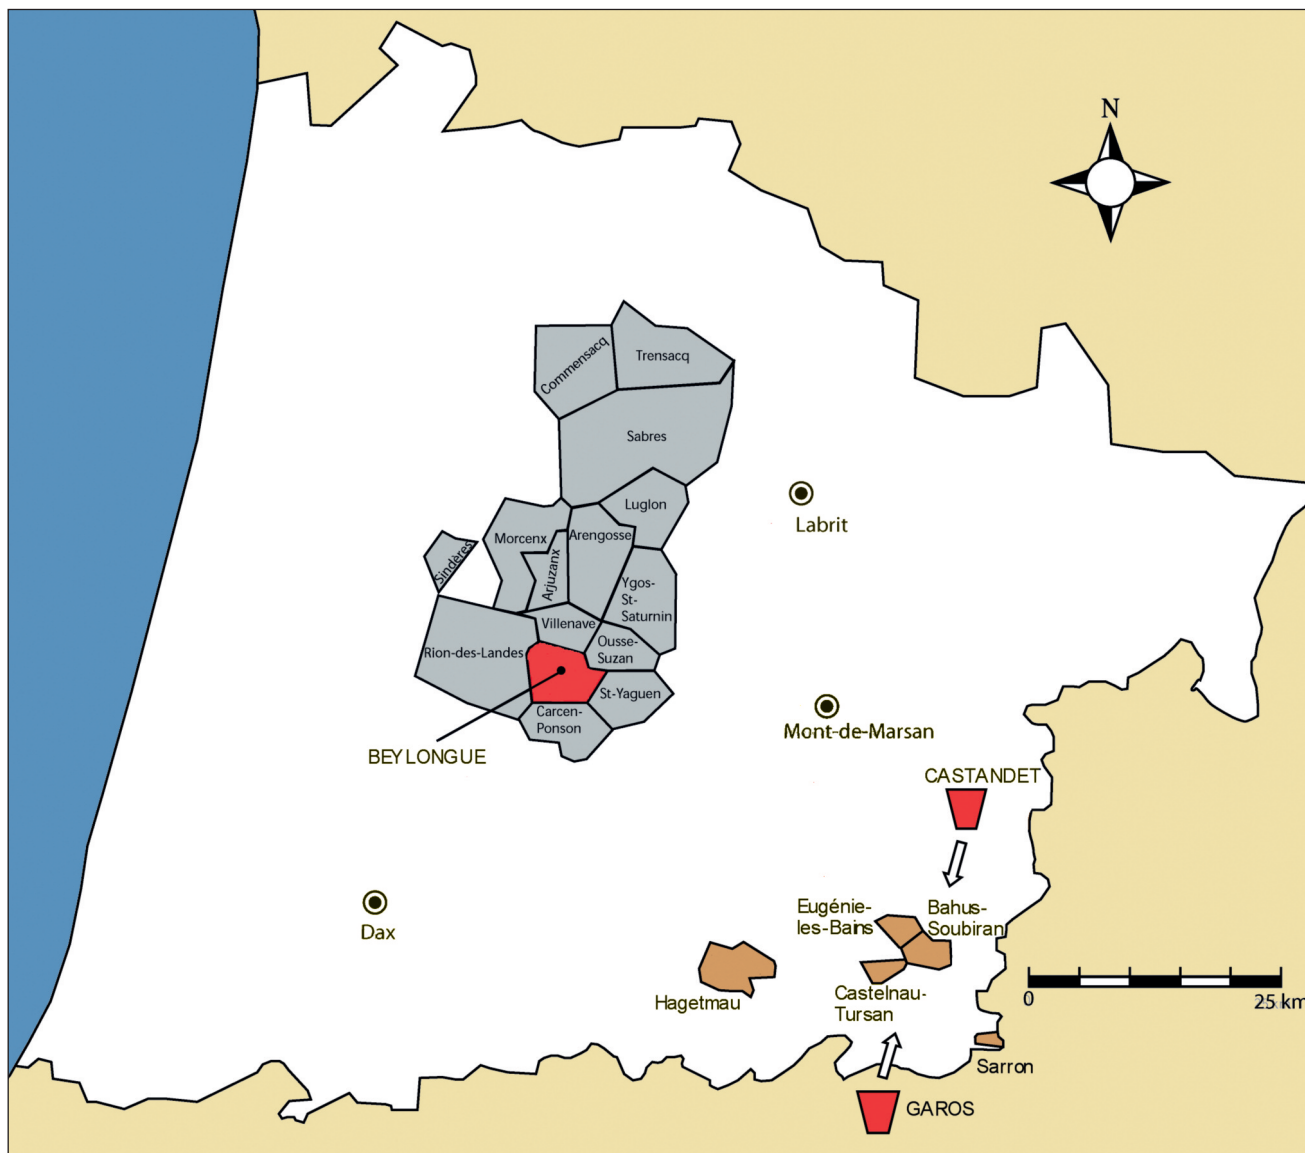 N
Commensacq
Trensacq
Sabres
Luglon
Labrit
Morcenx
Arengosse
Sindères
Arjuzanx
Ygos-
St-
Saturnin
Villenave
Ousse-
Suzan
Rion-des-Landes
St-Yaguen
Carcen-
Ponson
BEYLONGUE
Mont-de-Marsan
CASTANDET
Dax
Eugénie-
les-Bains
Bahus-
Soubiran
Hagetmau
Castelnau-
Tursan
0
25 km
Sarron
GAROS